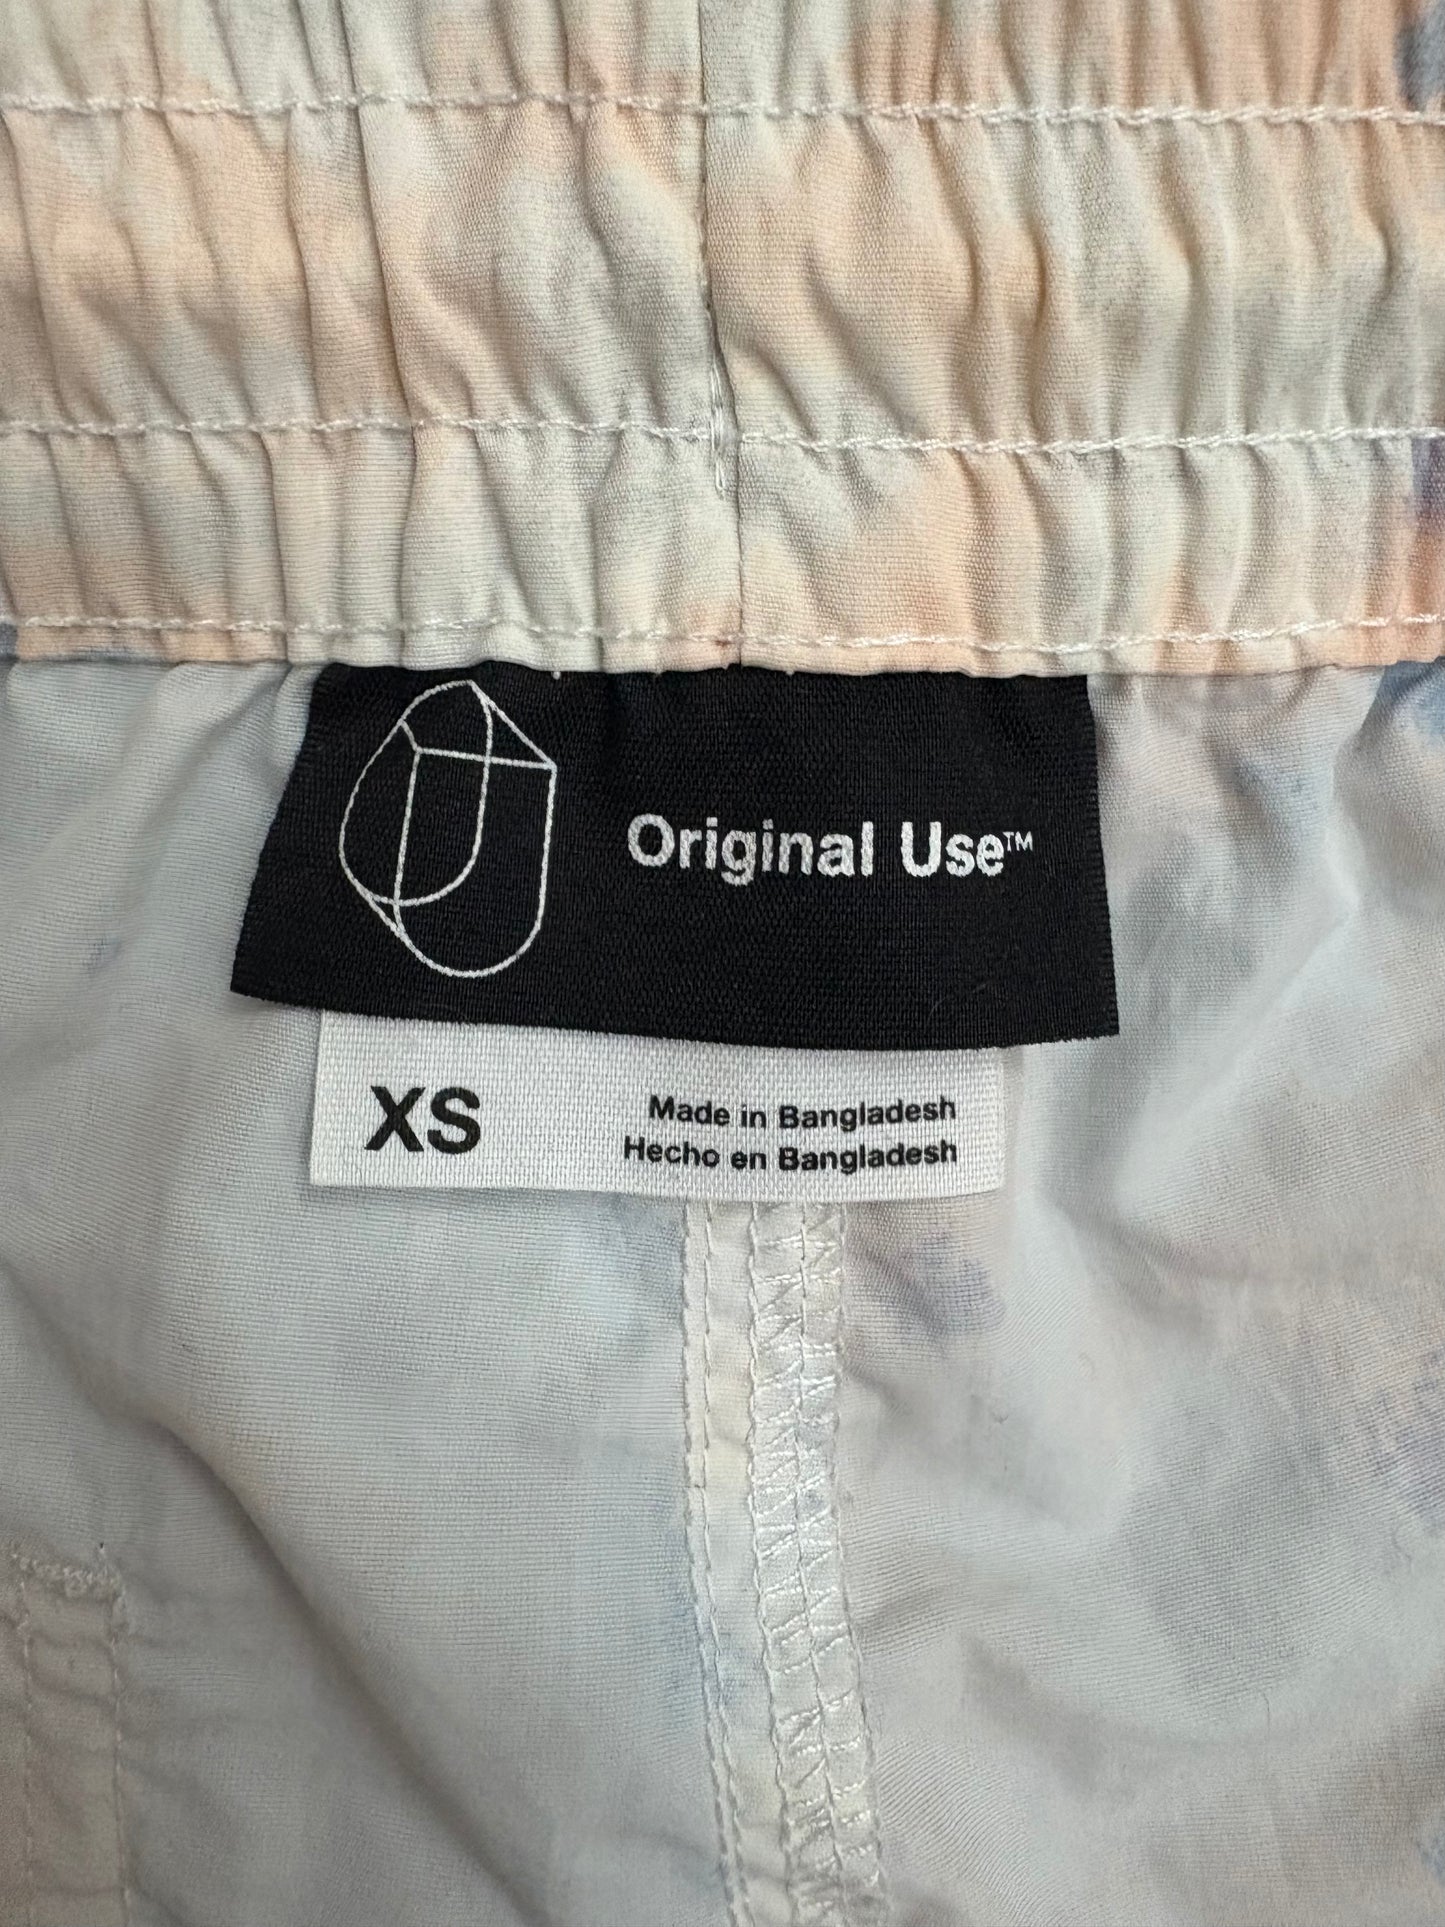 Original Use™
XS
Made in Bangladesh
Hecho en Bangladesh